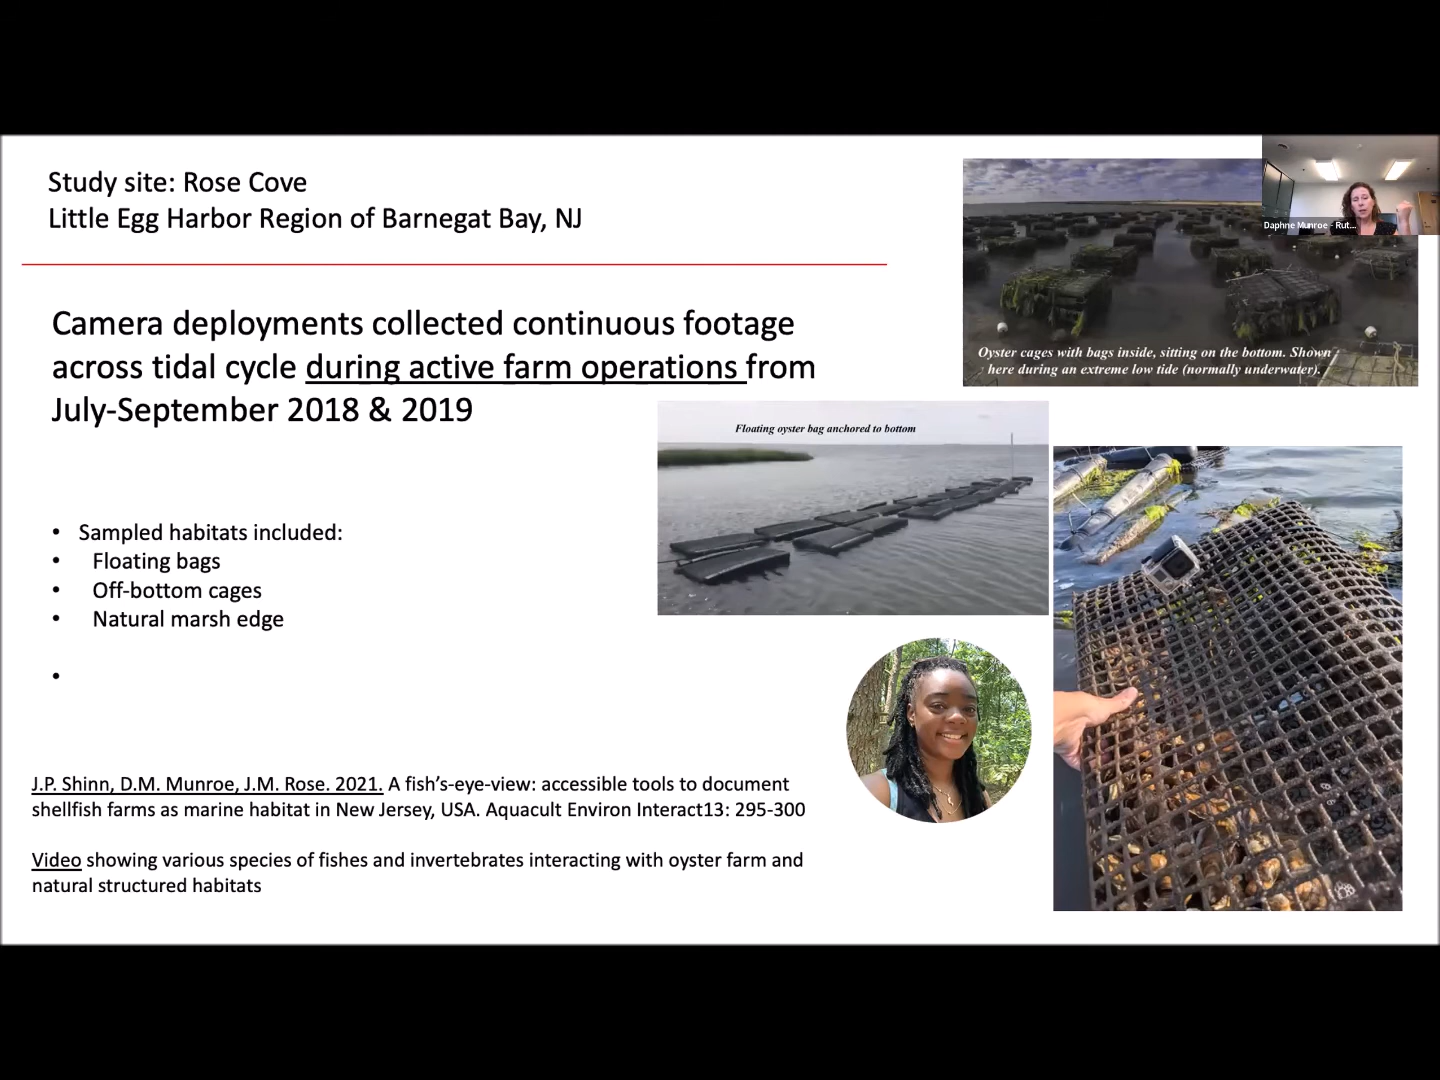 Study site: Rose Cove
Little Egg Harbor Region of Barnegat Bay, NJ
Daphne Munroe - Rut...
Camera deployments collected continuous footage
across tidal cycle during active farm operations from
July-September 2018 & 2019
Oyster cages with bags inside, sitting on the bottom. Shown
here during an extreme low tide (normally underwater).
Floating oyster bag anchored to bottom
• Sampled habitats included:
• Floating bags
• Off-bottom cages
• Natural marsh edge
•
J.P. Shinn, D.M. Munroe, J.M. Rose. 2021. A fish’s-eye-view: accessible tools to document
shellfish farms as marine habitat in New Jersey, USA. Aquacult Environ Interact13: 295-300
Video showing various species of fishes and invertebrates interacting with oyster farm and
natural structured habitats